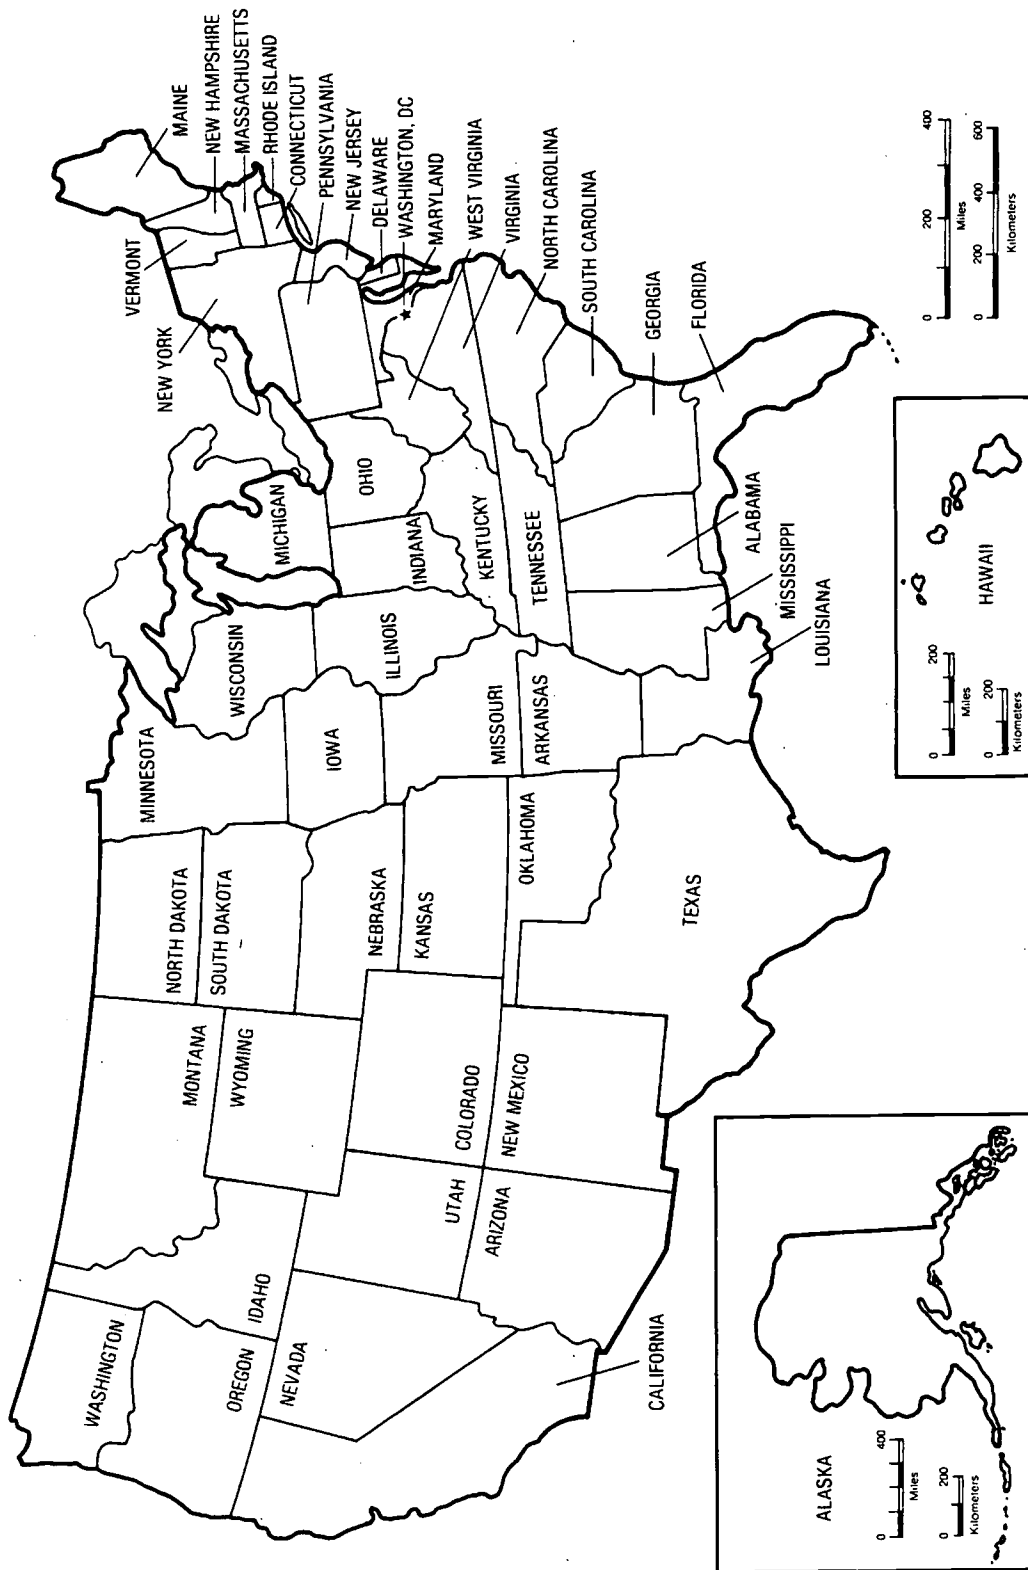 WASHINGTON
OREGON
IDAHO
NEVADA
CALIFORNIA
MONTANA
WYOMING
UTAH
ARIZONA
COLORADO
NEW MEXICO
NORTH DAKOTA
SOUTH DAKOTA
NEBRASKA
KANSAS
OKLAHOMA
TEXAS
MINNESOTA
IOWA
MISSOURI
ARKANSAS
LOUISIANA
WISCONSIN
ILLINOIS
MICHIGAN
INDIANA
OHIO
KENTUCKY
TENNESSEE
MISSISSIPPI
ALABAMA
NEW YORK
VERMONT
MAINE
NEW HAMPSHIRE
MASSACHUSETTS
RHODE ISLAND
CONNECTICUT
PENNSYLVANIA
NEW JERSEY
DELAWARE
WASHINGTON, DC
MARYLAND
WEST VIRGINIA
VIRGINIA
NORTH CAROLINA
SOUTH CAROLINA
GEORGIA
FLORIDA
ALASKA
0 400
Miles
0 200
Kilometers
HAWAII
0 200
Miles
0 200
Kilometers
0 200 400
Miles
0 200 400 600
Kilometers